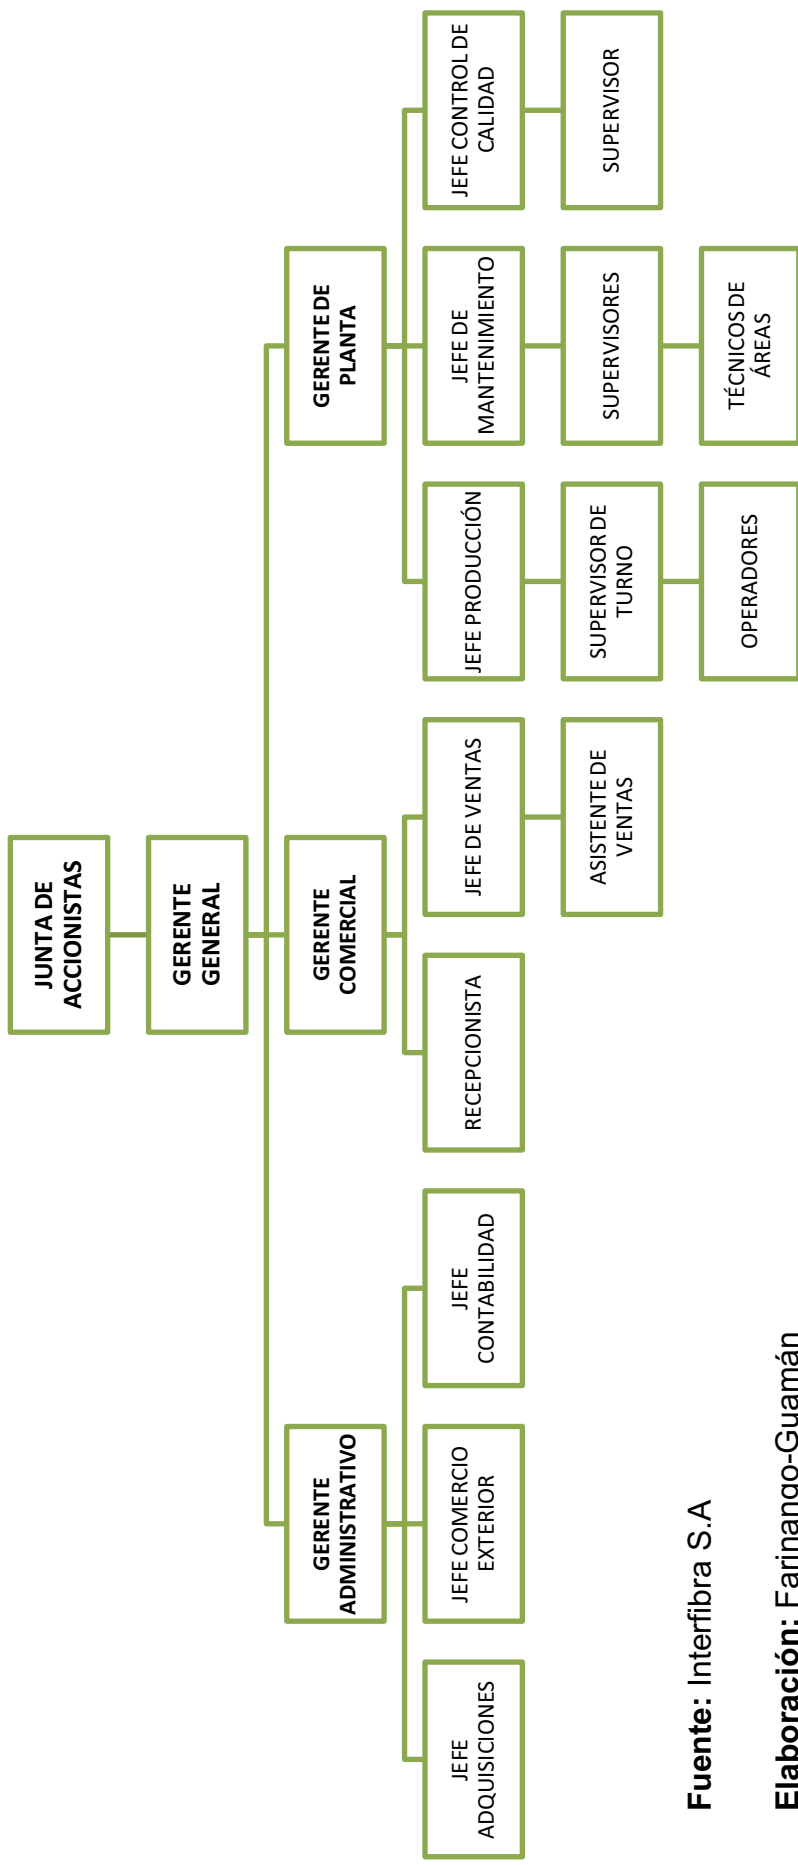 JUNTA DE
ACCIONISTAS
GERENTE
GENERAL
GERENTE
ADMINISTRATIVO
GERENTE
COMERCIAL
GERENTE DE
PLANTA
JEFE
ADQUISICIONES
JEFE COMERCIO
EXTERIOR
JEFE
CONTABILIDAD
RECEPCIONISTA
JEFE DE VENTAS
JEFE PRODUCCIÓN
JEFE DE
MANTENIMIENTO
JEFE CONTROL DE
CALIDAD
ASISTENTE DE
VENTAS
SUPERVISOR DE
TURNO
SUPERVISORES
SUPERVISOR
OPERADORES
TÉCNICOS DE
ÁREAS
Fuente: Interfibra S.A
Elaboración: Farinango-Guamán